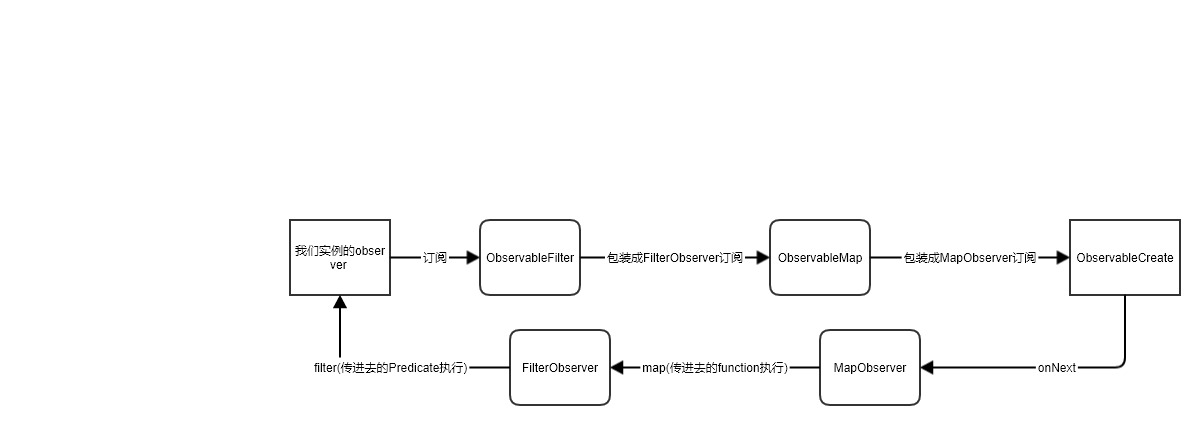 我们实例的obser
ver
订阅
ObservableFilter
包装成FilterObserver订阅
ObservableMap
包装成MapObserver订阅
ObservableCreate
filter(传进去的Predicate执行)
FilterObserver
map(传进去的function执行)
MapObserver
onNext